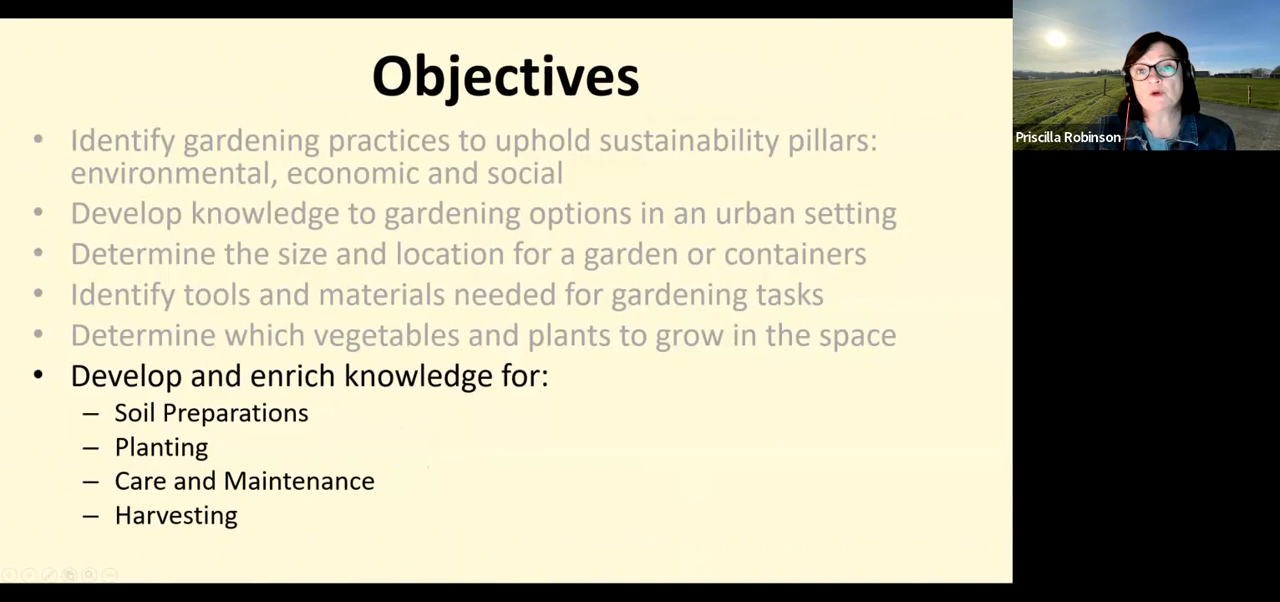 Objectives
• Identify gardening practices to uphold sustainability pillars:
environmental, economic and social
• Develop knowledge to gardening options in an urban setting
• Determine the size and location for a garden or containers
• Identify tools and materials needed for gardening tasks
• Determine which vegetables and plants to grow in the space
• Develop and enrich knowledge for:
– Soil Preparations
– Planting
– Care and Maintenance
– Harvesting
Priscilla Robinson